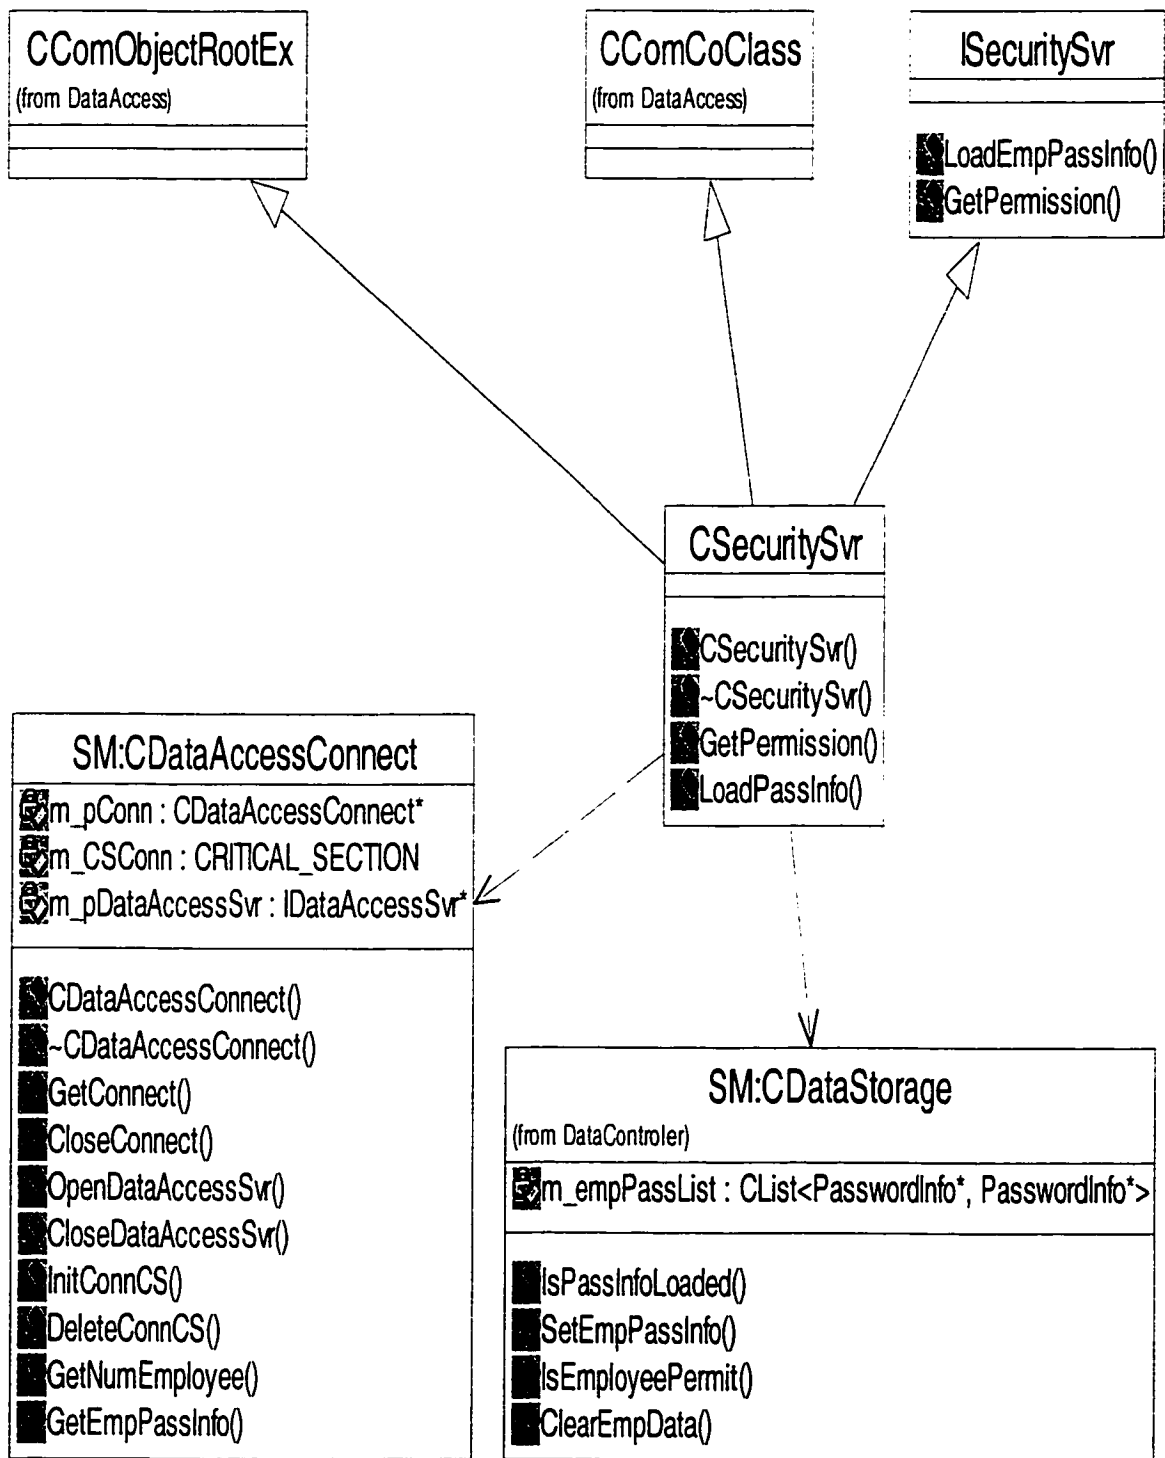 CComObjectRootEx
(from DataAccess)
CComCoClass
(from DataAccess)
ISecuritySvr
LoadEmpPassInfo()
GetPermission()
CSecuritySvr
CSecuritySvr()
~CSecuritySvr()
GetPermission()
LoadPassInfo()
SM:CDataAccessConnect
m_pConn : CDataAccessConnect*
m_CSConn : CRITICAL_SECTION
m_pDataAccessSvr : IDataAccessSvr*
CDataAccessConnect()
~CDataAccessConnect()
GetConnect()
CloseConnect()
OpenDataAccessSvr()
CloseDataAccessSvr()
InitConnCS()
DeleteConnCS()
GetNumEmployee()
GetEmpPassInfo()
SM:CDataStorage
(from DataControler)
m_empPassList : CList<PasswordInfo*, PasswordInfo*>
IsPassInfoLoaded()
SetEmpPassInfo()
IsEmployeePermit()
ClearEmpData()